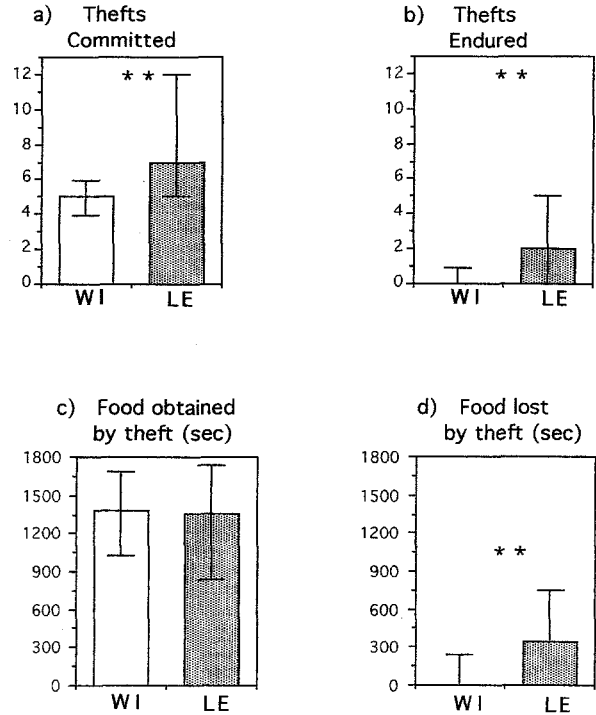 a) Thefts
Committed
b) Thefts
Endured
12
10
8
6
4
2
0
* *
WI LE
12
10
8
6
4
2
0
* *
WI LE
c) Food obtained
by theft (sec)
d) Food lost
by theft (sec)
1800
1500
1200
900
600
300
0
WI LE
1800
1500
1200
900
600
300
0
* *
WI LE